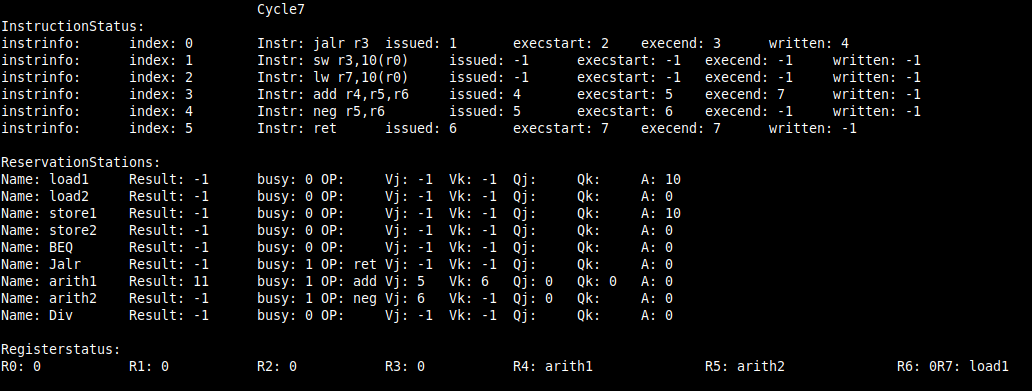 Cycle7
InstructionStatus:
instrinfo: index: 0 Instr: jalr r3 issued: 1 execstart: 2 execend: 3 written: 4
instrinfo: index: 1 Instr: sw r3,10(r0) issued: -1 execstart: -1 execend: -1 written: -1
instrinfo: index: 2 Instr: lw r7,10(r0) issued: -1 execstart: -1 execend: -1 written: -1
instrinfo: index: 3 Instr: add r4,r5,r6 issued: 4 execstart: 5 execend: 7 written: -1
instrinfo: index: 4 Instr: neg r5,r6 issued: 5 execstart: 6 execend: -1 written: -1
instrinfo: index: 5 Instr: ret issued: 6 execstart: 7 execend: 7 written: -1
ReservationStations:
Name: load1 Result: -1 busy: 0 OP: Vj: -1 Vk: -1 Qj: Qk: A: 10
Name: load2 Result: -1 busy: 0 OP: Vj: -1 Vk: -1 Qj: Qk: A: 0
Name: store1 Result: -1 busy: 0 OP: Vj: -1 Vk: -1 Qj: Qk: A: 10
Name: store2 Result: -1 busy: 0 OP: Vj: -1 Vk: -1 Qj: Qk: A: 0
Name: BEQ Result: -1 busy: 0 OP: Vj: -1 Vk: -1 Qj: Qk: A: 0
Name: Jalr Result: -1 busy: 1 OP: ret Vj: -1 Vk: -1 Qj: Qk: A: 0
Name: arith1 Result: 11 busy: 1 OP: add Vj: 5 Vk: 6 Qj: 0 Qk: 0 A: 0
Name: arith2 Result: -1 busy: 1 OP: neg Vj: 6 Vk: -1 Qj: 0 Qk: A: 0
Name: Div Result: -1 busy: 0 OP: Vj: -1 Vk: -1 Qj: Qk: A: 0
Registerstatus:
R0: 0 R1: 0 R2: 0 R3: 0 R4: arith1 R5: arith2 R6: 0R7: load1